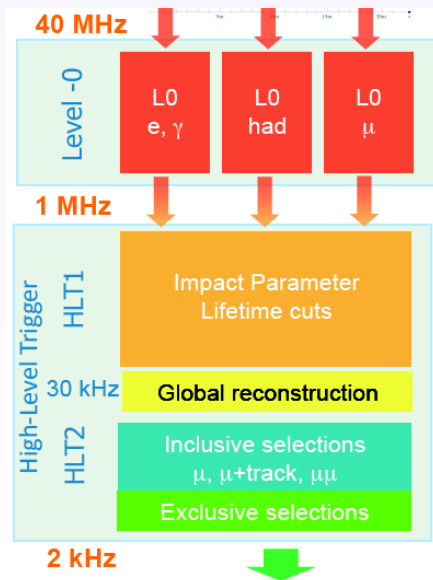 40 MHz
Level -0
L0
e, γ
L0
had
L0
μ
1 MHz
High-Level Trigger
HLT1
Impact Parameter
Lifetime cuts
30 kHz
Global reconstruction
HLT2
Inclusive selections
μ, μ+track, μμ
Exclusive selections
2 kHz